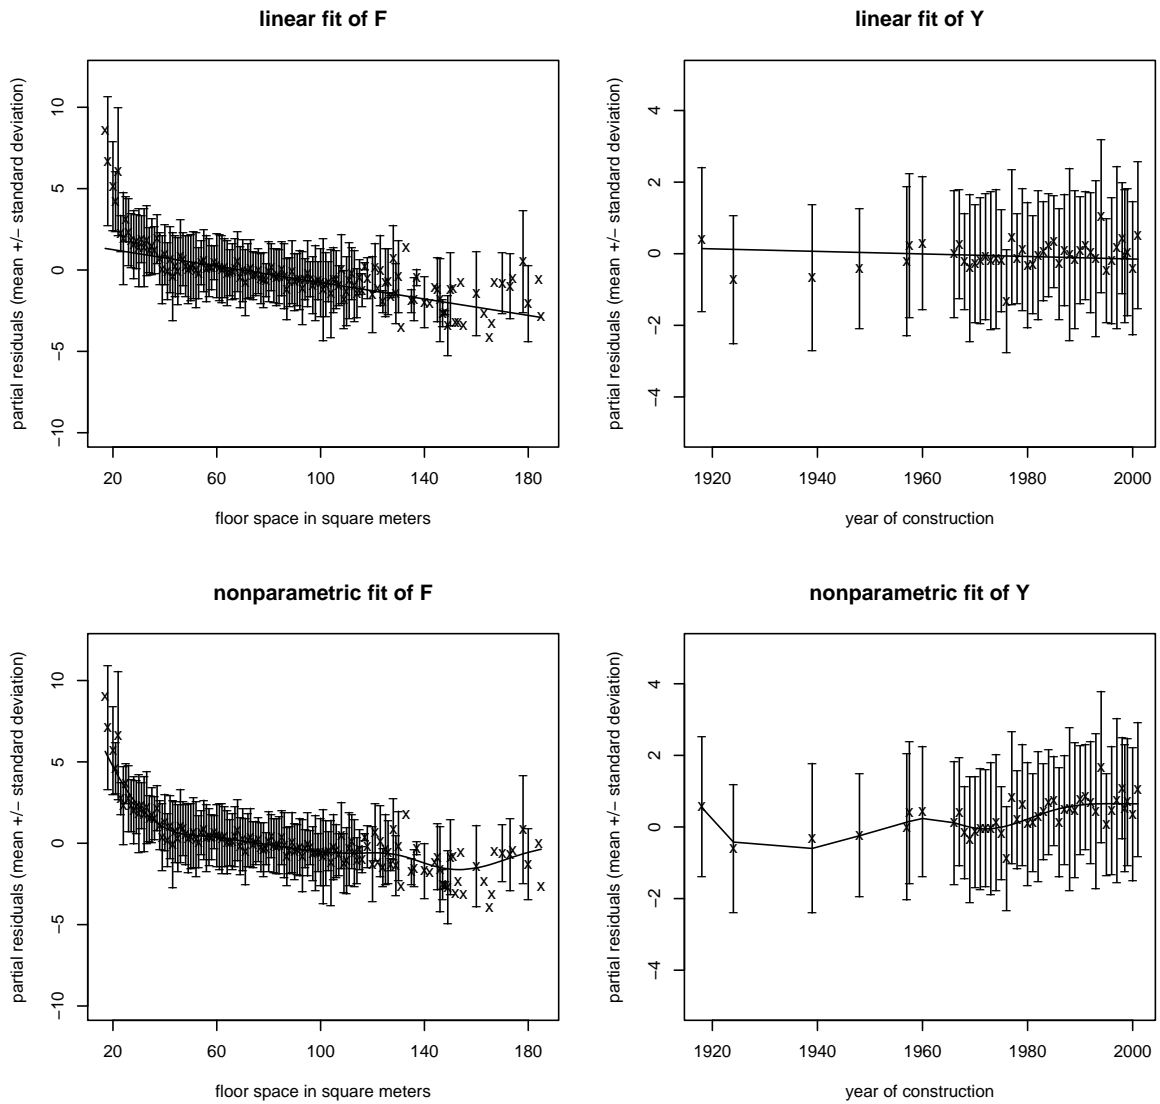 linear fit of F
partial residuals (mean +/− standard deviation)
10
5
0
−5
−10
20 60 100 140 180
floor space in square meters
linear fit of Y
partial residuals (mean +/− standard deviation)
4
2
0
−2
−4
1920 1940 1960 1980 2000
year of construction
nonparametric fit of F
partial residuals (mean +/− standard deviation)
10
5
0
−5
−10
20 60 100 140 180
floor space in square meters
nonparametric fit of Y
partial residuals (mean +/− standard deviation)
4
2
0
−2
−4
1920 1940 1960 1980 2000
year of construction